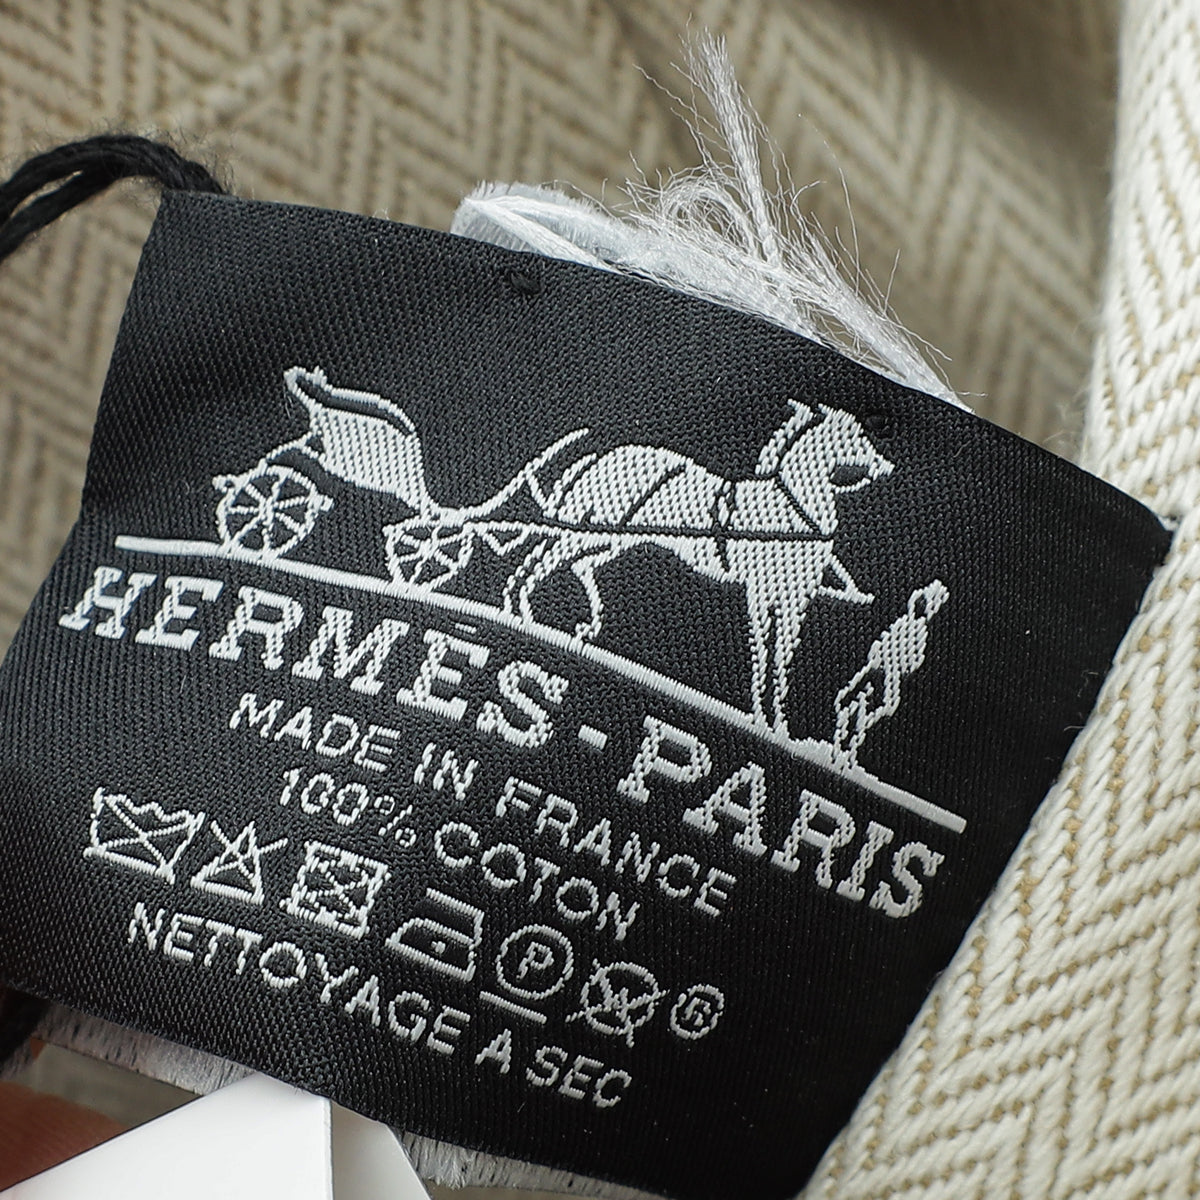 HERMÈS-PARIS
MADE IN FRANCE
100% COTON
P W ®
NETTOYAGE A SEC